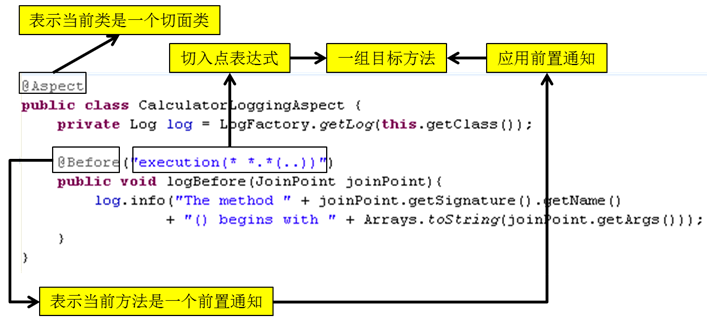 表示当前类是一个切面类
切入点表达式
一组目标方法
应用前置通知
@Aspect
public class CalculatorLoggingAspect {
private Log log = LogFactory.getLog(this.getClass());
@Before("execution(* *.*(..))")
public void logBefore(JoinPoint joinPoint){
log.info("The method " + joinPoint.getSignature().getName()
+ "() begins with " + Arrays.toString(joinPoint.getArgs()));
}
}
表示当前方法是一个前置通知